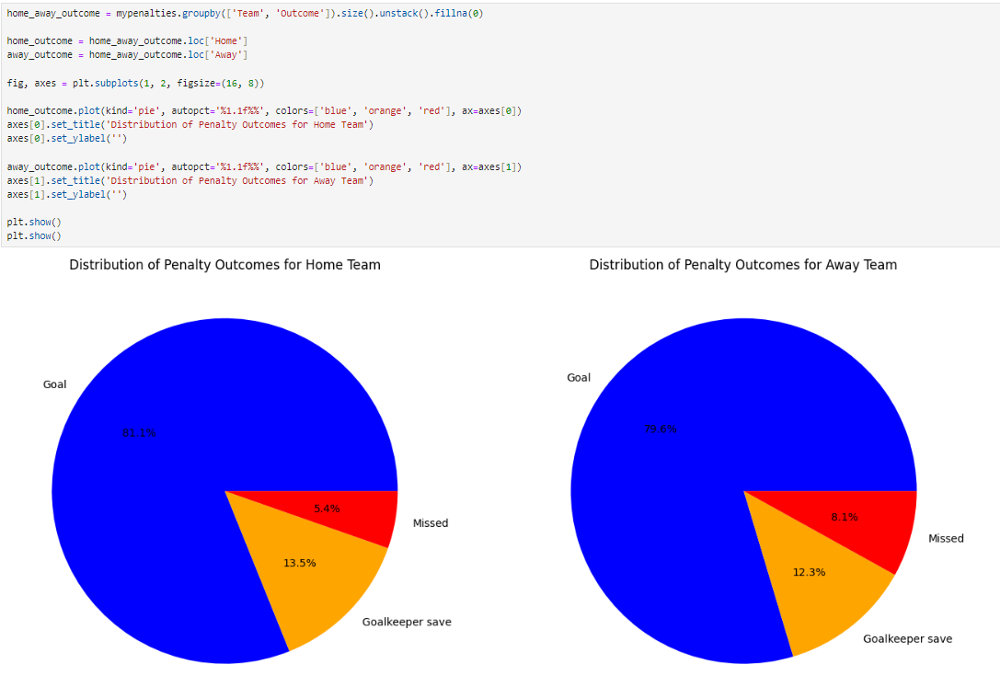 home_away_outcome = mypenalties.groupby(['Team', 'Outcome']).size().unstack().fillna(0)
home_outcome = home_away_outcome.loc['Home']
away_outcome = home_away_outcome.loc['Away']
fig, axes = plt.subplots(1, 2, figsize=(16, 8))
home_outcome.plot(kind='pie', autopct='%1.1f%%', colors=['blue', 'orange', 'red'], ax=axes[0])
axes[0].set_title('Distribution of Penalty Outcomes for Home Team')
axes[0].set_ylabel('')
away_outcome.plot(kind='pie', autopct='%1.1f%%', colors=['blue', 'orange', 'red'], ax=axes[1])
axes[1].set_title('Distribution of Penalty Outcomes for Away Team')
axes[1].set_ylabel('')
plt.show()
plt.show()
Distribution of Penalty Outcomes for Home Team
Goal
81.1%
5.4%
Missed
13.5%
Goalkeeper save
Distribution of Penalty Outcomes for Away Team
Goal
79.6%
8.1%
Missed
12.3%
Goalkeeper save